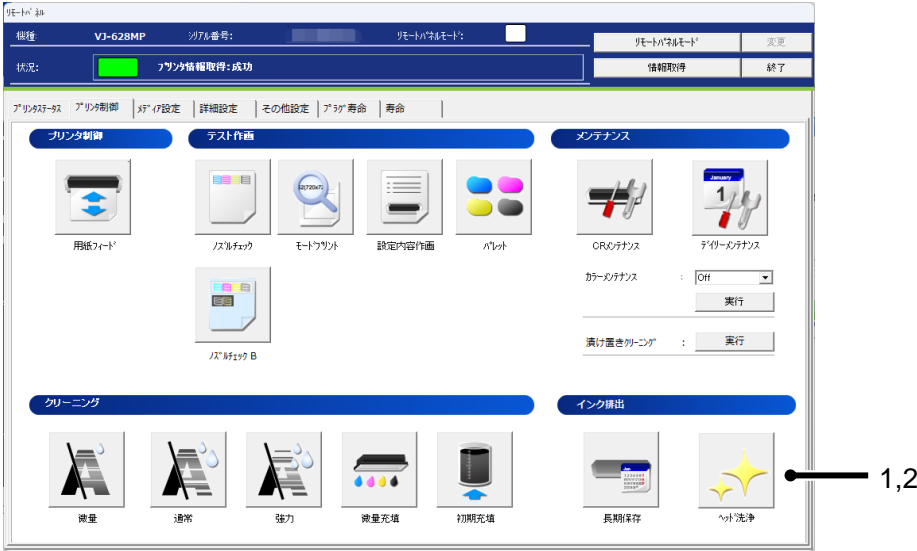 リモートパネル
機種: VJ-628MP シリアル番号: リモートパネルモード: リモートパネルモード 変更
状況: プリンタ情報取得:成功 情報取得 終了
プリンタステータス プリンタ制御 メディア設定 詳細設定 その他設定 プラグ寿命 寿命
プリンタ制御 テスト作画 メンテナンス
用紙フィード ノズルチェック モードプリント 設定内容作画 パレット CRメンテナンス デイリーメンテナンス
January
1
カラーメンテナンス : Off
実行
ノズルチェック B
漬け置きクリーニング : 実行
クリーニング インク排出
微量 通常 強力 微量充填 初期充填 長期保存 ヘッド洗浄
1,2